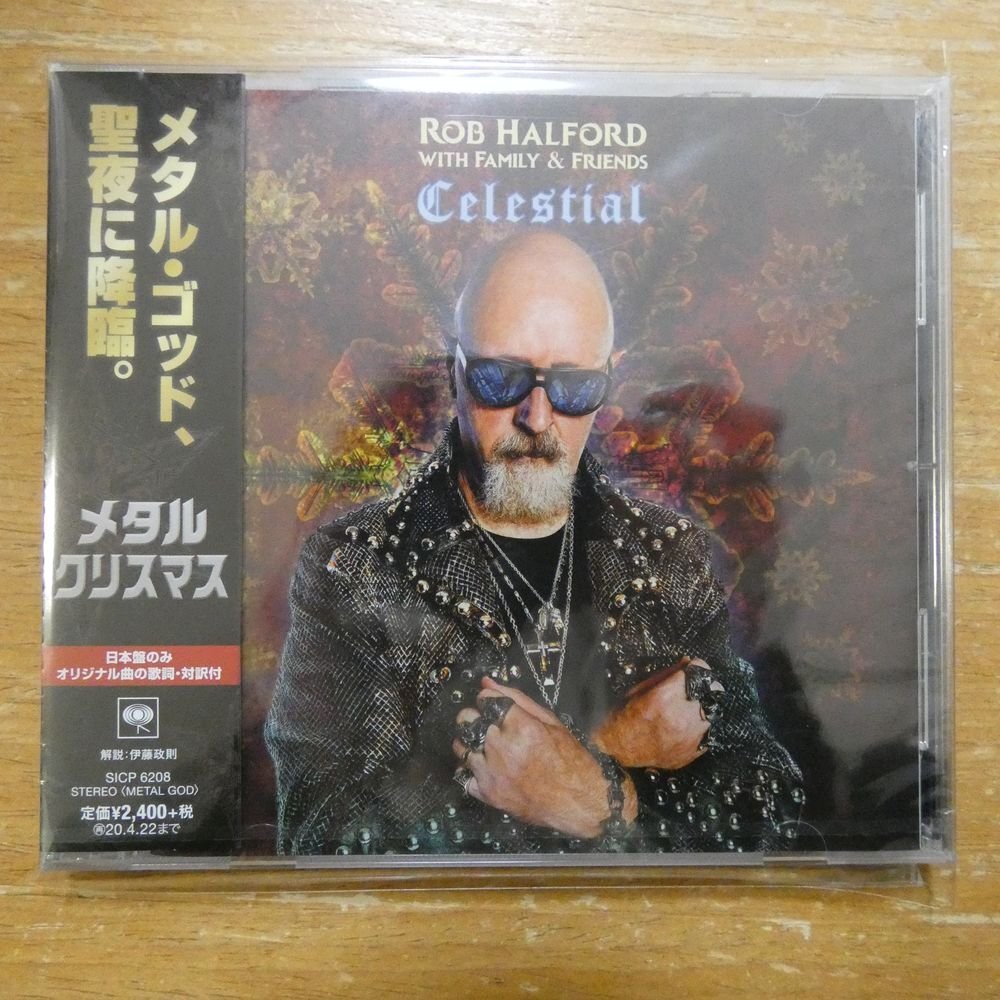 メタル・ゴッド、
聖夜に降臨。
メタル
クリスマス
日本盤のみ
オリジナル曲の歌詞・対訳付
解説:伊藤政則
SICP 6208
STEREO〈METAL GOD〉
定価¥2,400+税
㊢20.4.22まで
ROB HALFORD
WITH FAMILY & FRIENDS
Celestial